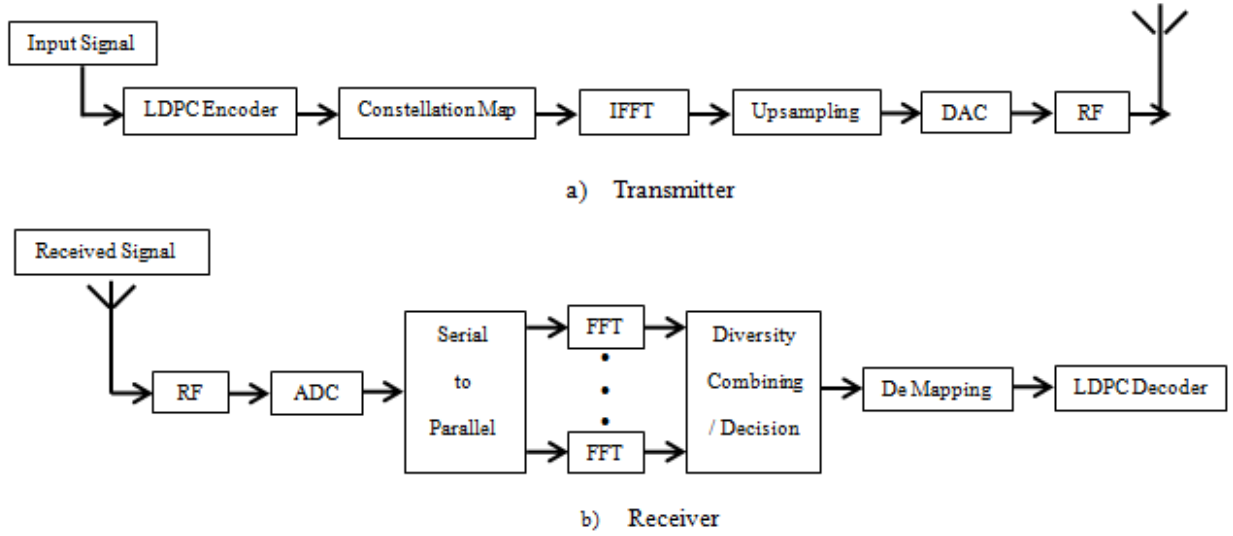 Input Signal
LDPC Encoder
Constellation Map
IFFT
Upsampling
DAC
RF
a) Transmitter
Received Signal
RF
ADC
Serial
to
Parallel
FFT
FFT
Diversity
Combining
/ Decision
De Mapping
LDPC Decoder
b) Receiver